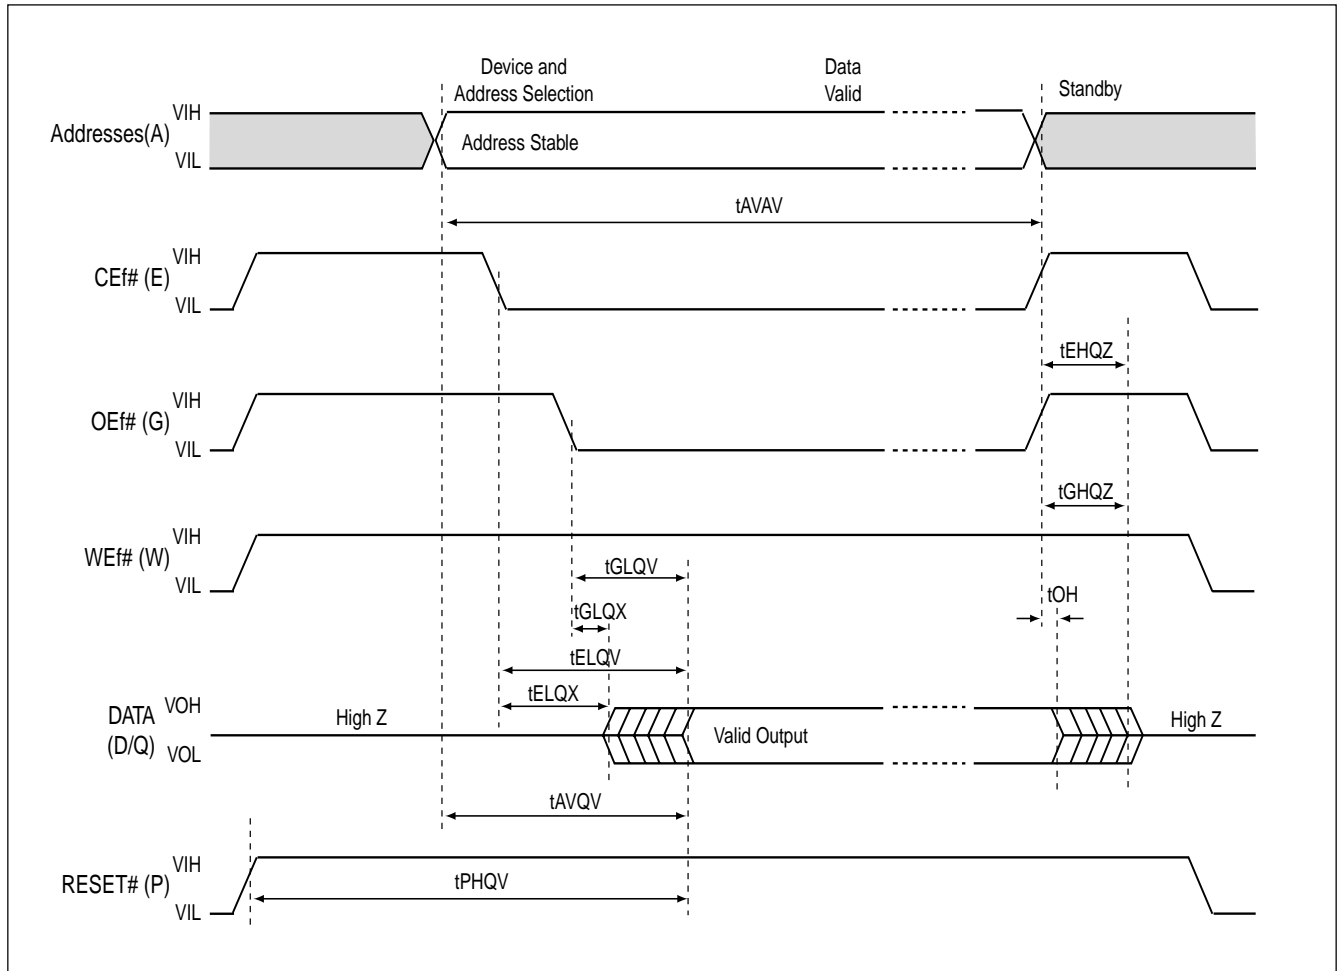 Device and
Address Selection
Data
Valid
Standby
Addresses(A)
VIH
VIL
Address Stable
tAVAV
CEf# (E)
VIH
VIL
tEHQZ
OEf# (G)
VIH
VIL
tGHQZ
WEf# (W)
VIH
VIL
tGLQV
tOH
tGLQX
tELQV
tELQX
DATA
(D/Q)
VOH
VOL
High Z
Valid Output
High Z
tAVQV
RESET# (P)
VIH
VIL
tPHQV